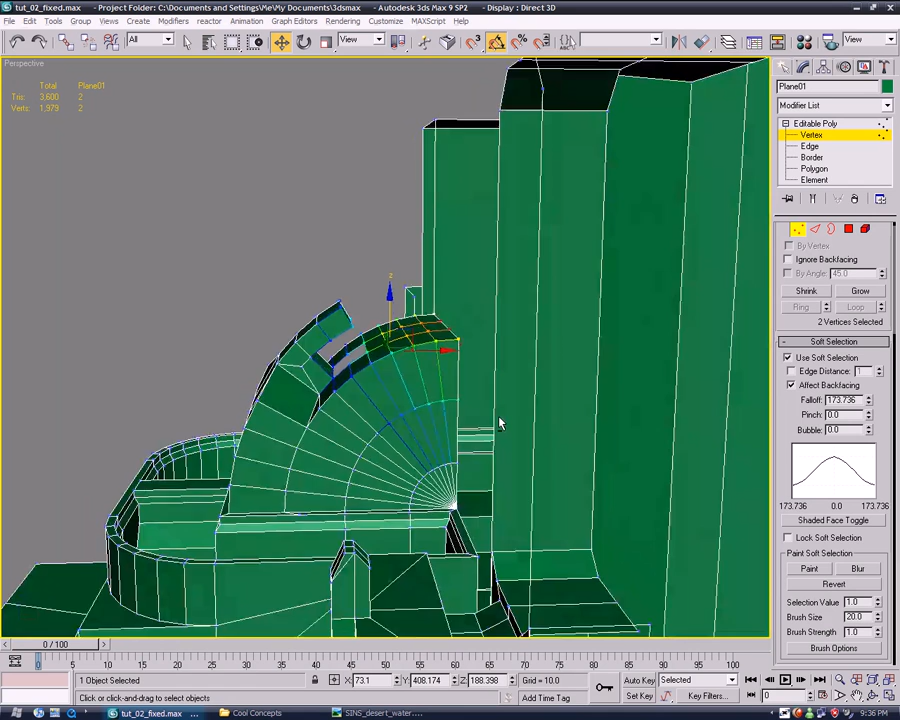 tut_02_fixed.max - Project Folder: C:\Documents and Settings\Me\My Documents\3dsmax - Autodesk 3ds Max 9 SP2 - Display : Direct 3D
File Edit Tools Group Views Create Modifiers reactor Animation Graph Editors Rendering Customize MAXScript Help
All View View
Perspective
Total Plane01
Tris: 3,600 2
Verts: 1,979 2
Plane01
Modifier List
Editable Poly
Vertex
Edge
Border
Polygon
Element
By Vertex
Ignore Backfacing
By Angle: 45.0
Shrink Grow
Ring Loop
2 Vertices Selected
- Soft Selection
Use Soft Selection
Edge Distance: 1
Affect Backfacing
Falloff: 173.736
Pinch: 0.0
Bubble: 0.0
173.736 0.0 173.736
Shaded Face Toggle
Lock Soft Selection
Paint Soft Selection
Paint Blur
Revert
Selection Value 1.0
Brush Size 20.0
Brush Strength 1.0
Brush Options
z
0 / 100
0 5 10 15 20 25 30 35 40 45 50 55 60 65 70 75 80 85 90 95 100
1 Object Selected X: 73.1 Y: 408.174 Z: 188.398 Grid = 10.0 Auto Key Selected
Click or click-and-drag to select objects Add Time Tag Set Key Key Filters... 0
start tut_02_fixed.max ... Cool Concepts SINS_desert_water.... 9:36 PM